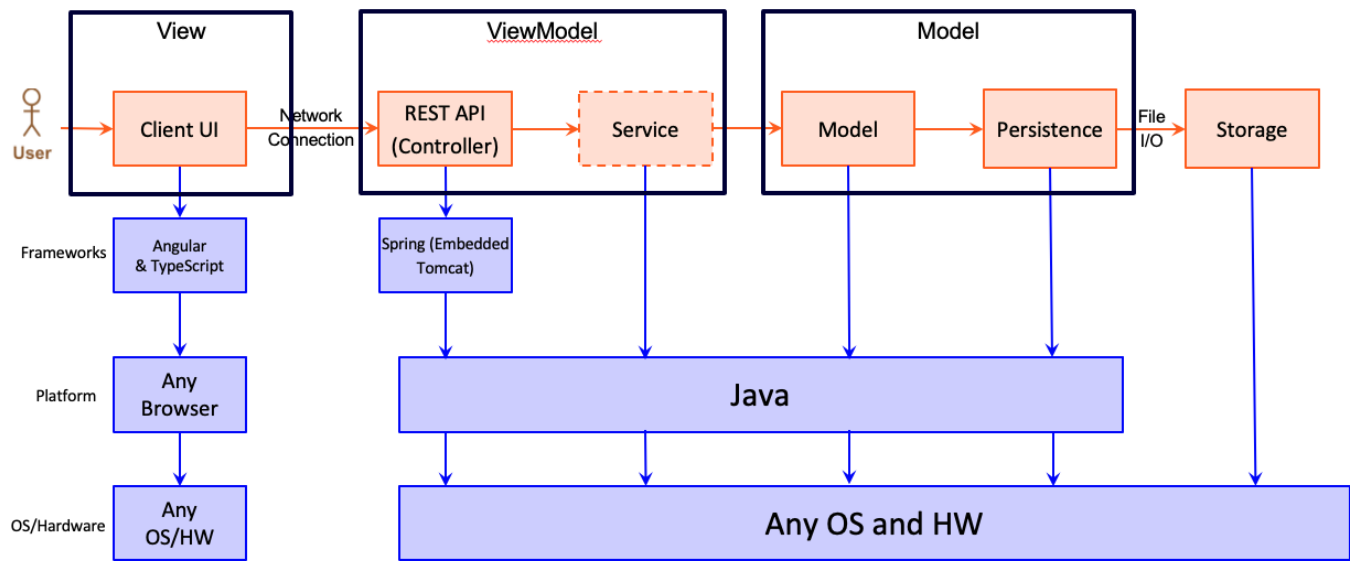 View
ViewModel
Model
User
Client UI
Network
Connection
REST API
(Controller)
Service
Model
Persistence
File
I/O
Storage
Frameworks
Angular
& TypeScript
Spring (Embedded
Tomcat)
Platform
Any
Browser
Java
OS/Hardware
Any
OS/HW
Any OS and HW